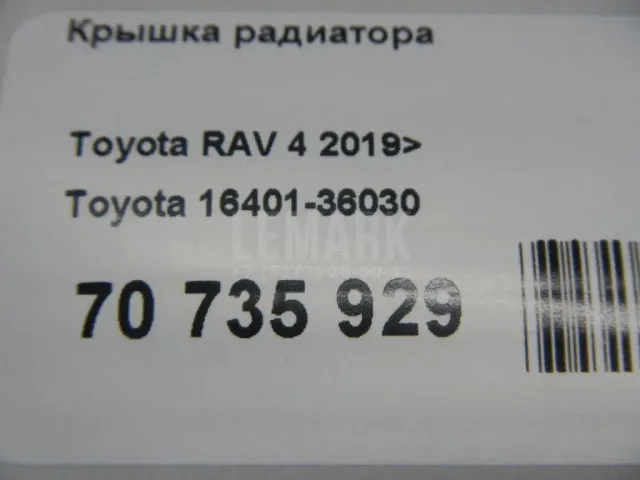 Крышка радиатора
Toyota RAV 4 2019>
Toyota 16401-36030
LEMARK
70 735 929